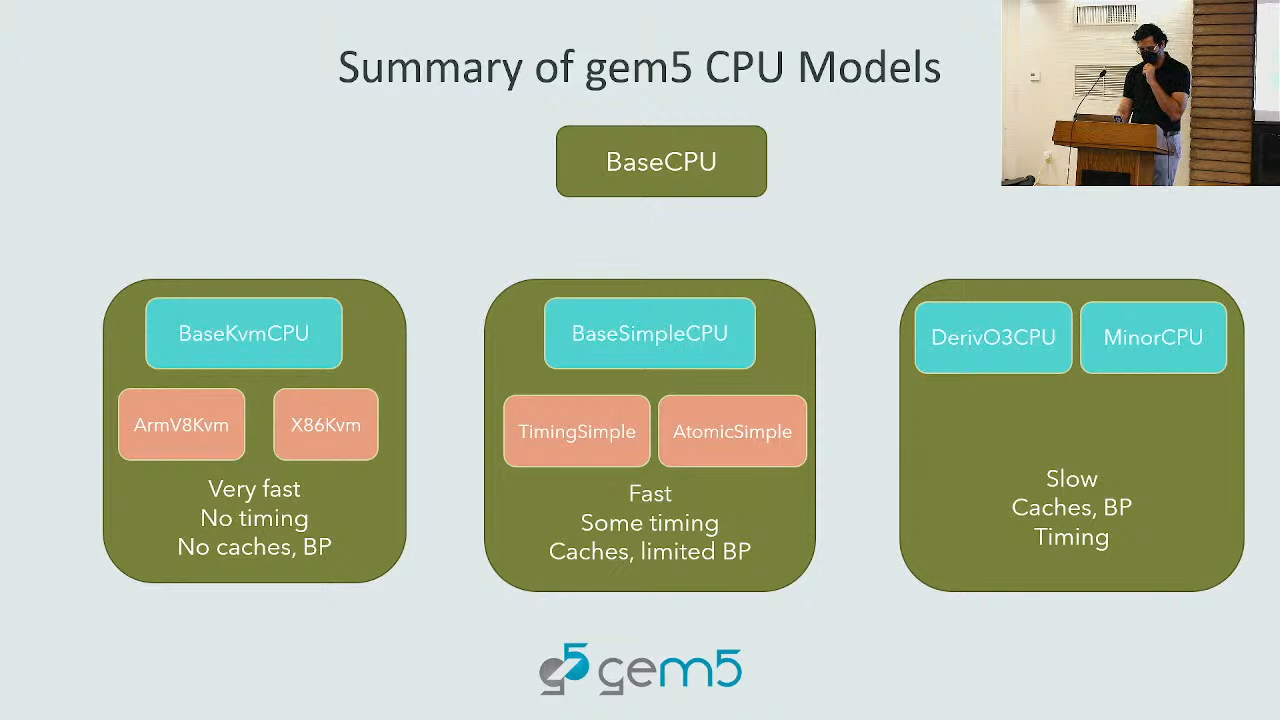 Summary of gem5 CPU Models
BaseCPU
BaseKvmCPU
ArmV8Kvm
X86Kvm
Very fast
No timing
No caches, BP
BaseSimpleCPU
TimingSimple
AtomicSimple
Fast
Some timing
Caches, limited BP
DerivO3CPU
MinorCPU
Slow
Caches, BP
Timing
g5 gem5